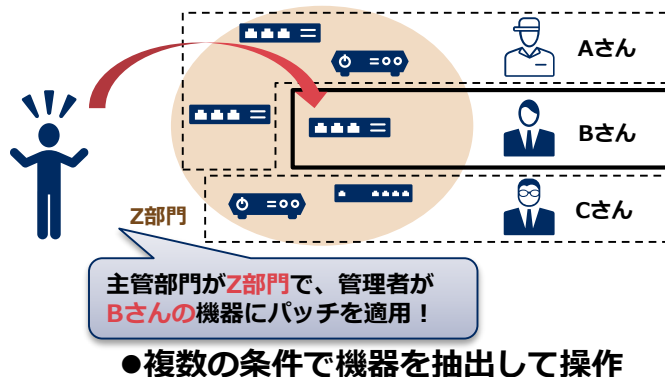 Aさん
Bさん
Cさん
Z部門
主管部門がZ部門で、管理者が
Bさんの機器にパッチを適用！
●複数の条件で機器を抽出して操作